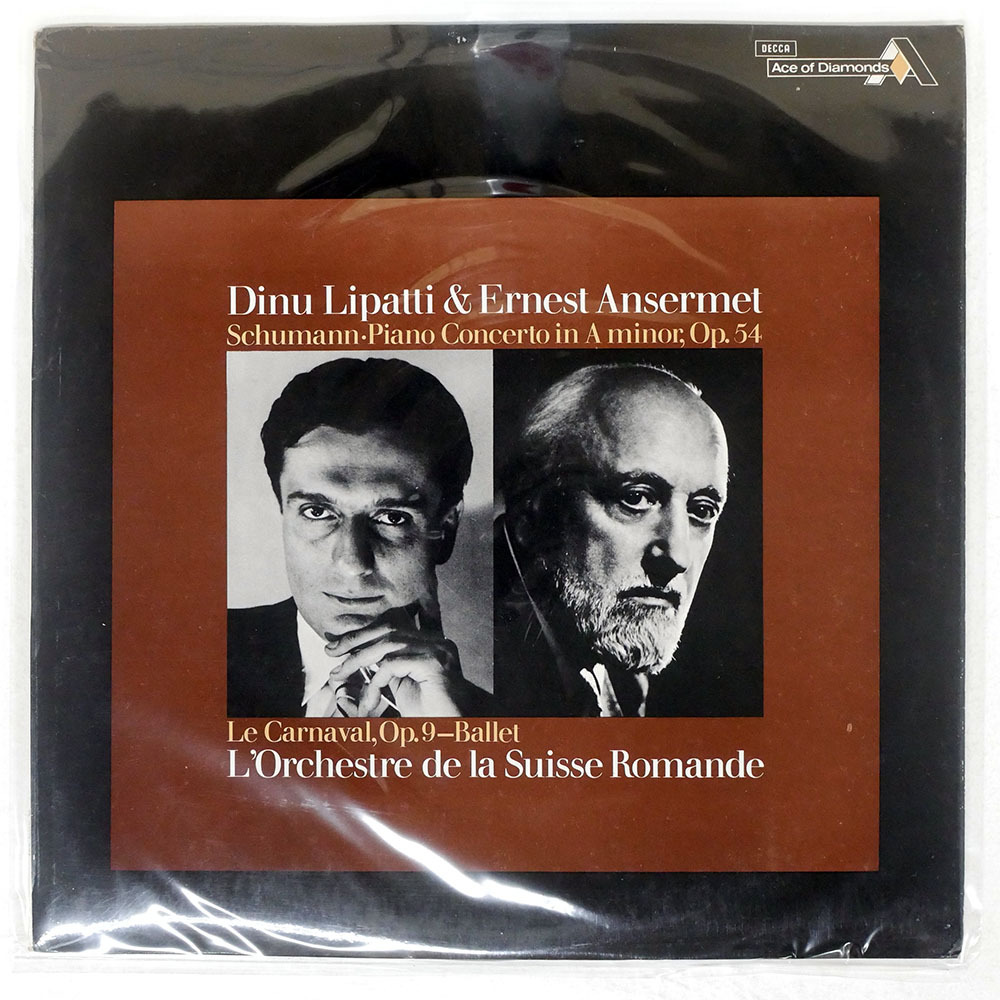 DECCA
Ace of Diamonds
Dinu Lipatti & Ernest Ansermet
Schumann·Piano Concerto in A minor, Op. 54
Le Carnaval, Op. 9–Ballet
L'Orchestre de la Suisse Romande